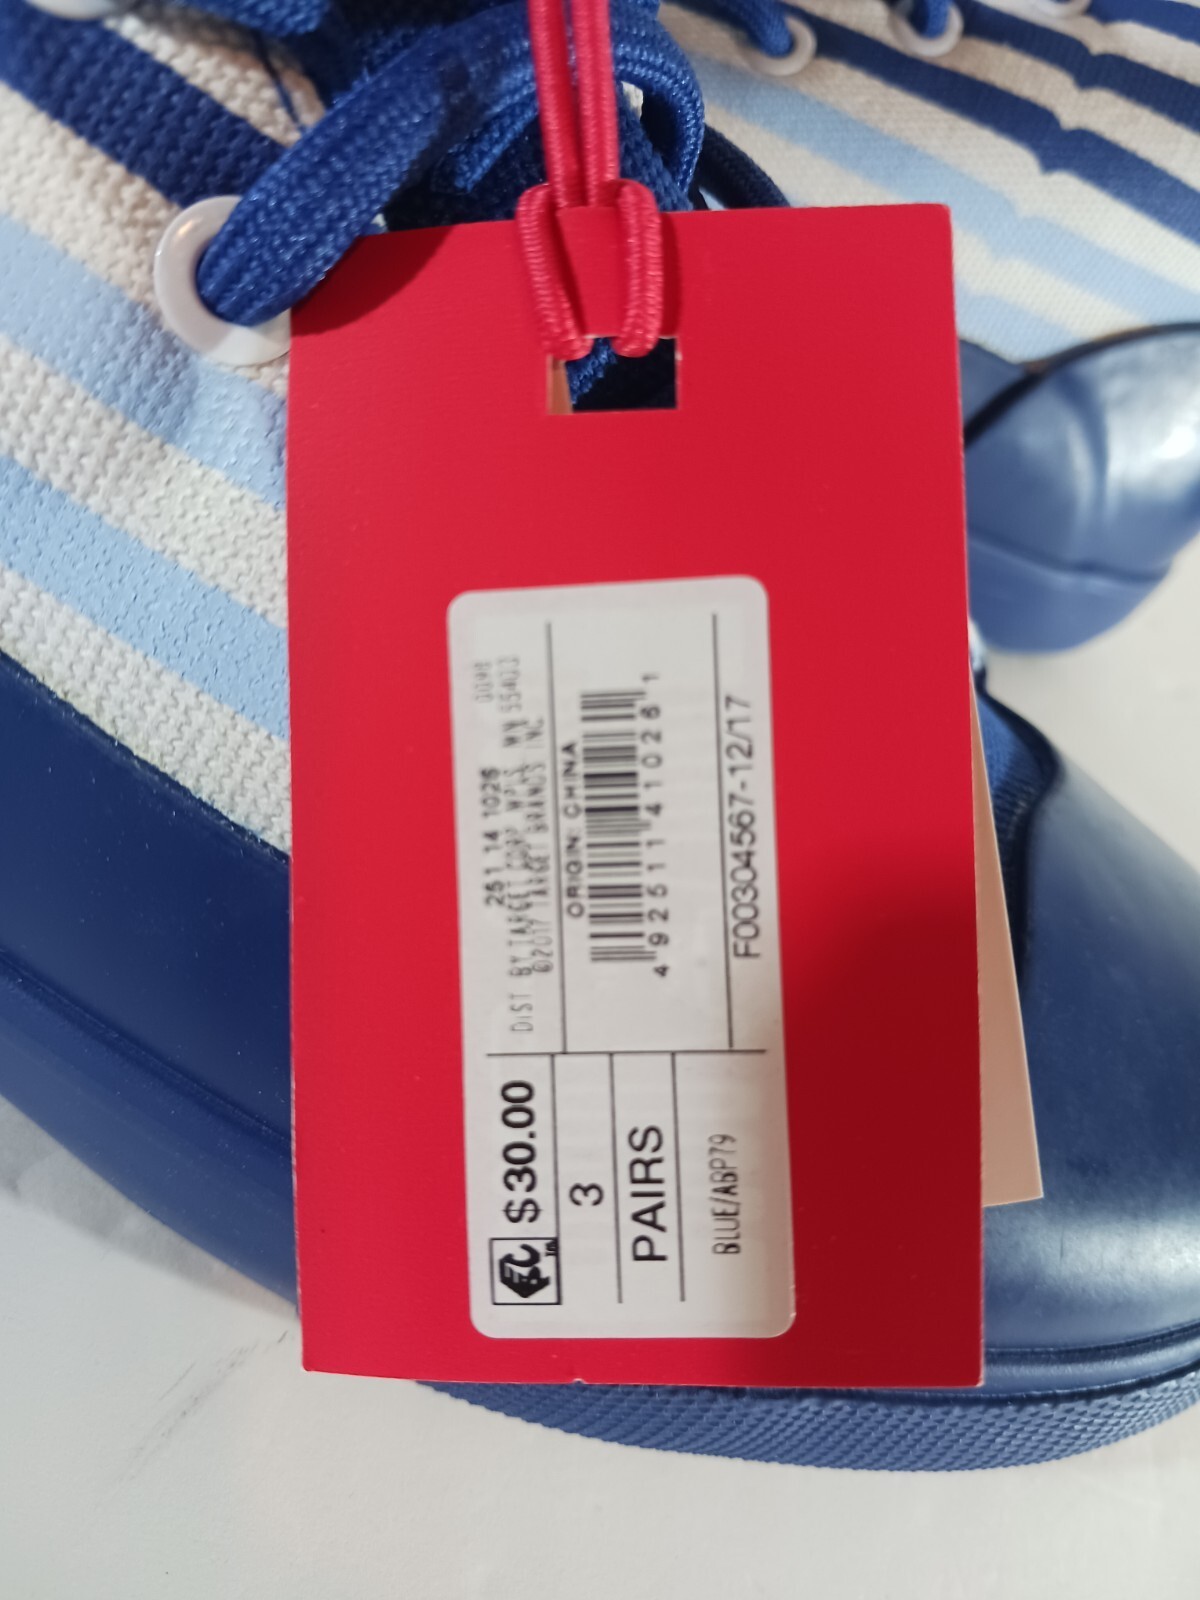 251 14 1026 0098
DIST BY TARGET CORP MPLS, MN 55403
©2017 TARGET BRANDS INC
ORIGIN: CHINA
4 92511 41026 1
F00304567-12/17
$30.00
3
PAIRS
BLUE/ABP79